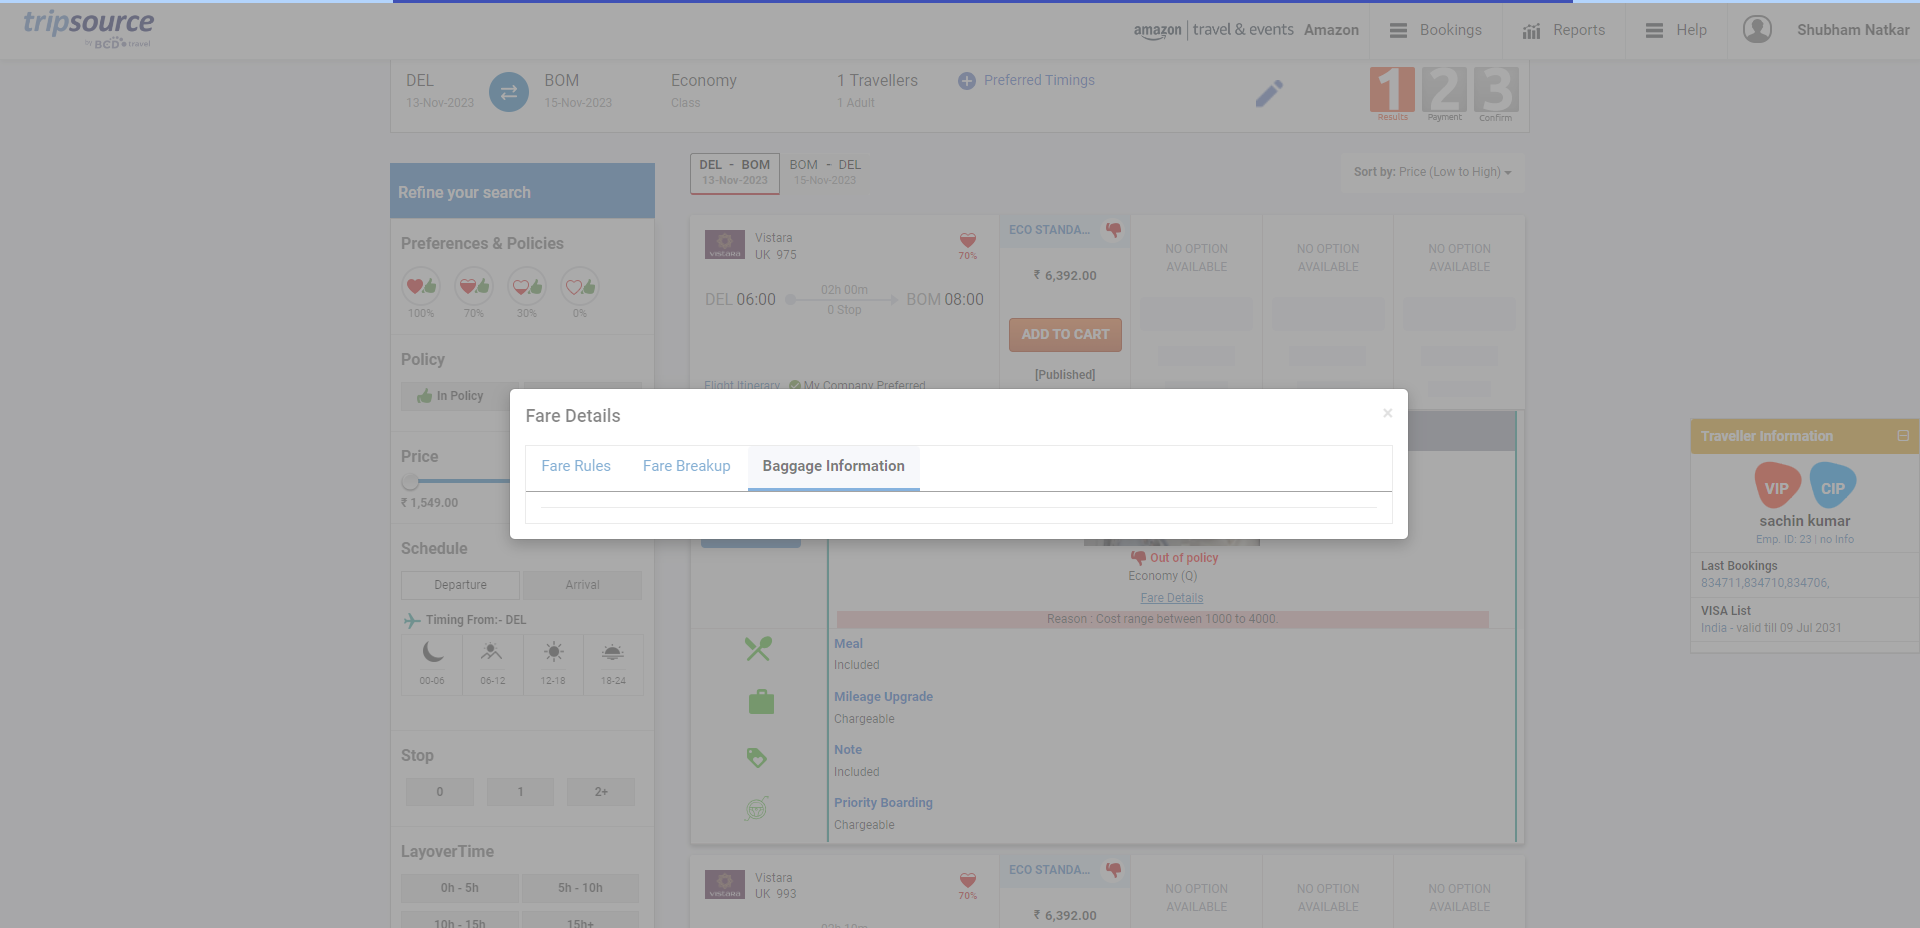 tripsource
by BCD travel
amazon | travel & events Amazon
Bookings
Reports
Help
Shubham Natkar
DEL
13-Nov-2023
BOM
15-Nov-2023
Economy
Class
1 Travellers
1 Adult
Preferred Timings
1 2 3
Results Payment Confirm
DEL - BOM
13-Nov-2023
BOM - DEL
15-Nov-2023
Sort by: Price (Low to High)
Refine your search
Preferences & Policies
100% 70% 30% 0%
Policy
In Policy
Price
₹ 1,549.00
Schedule
Departure Arrival
Timing From:- DEL
00-06 06-12 12-18 18-24
Stop
0 1 2+
LayoverTime
0h - 5h 5h - 10h
10h - 15h 15h+
VISTARA
Vistara
UK 975
70%
DEL 06:00
02h 00m
0 Stop
BOM 08:00
Flight Itinerary My Company Preferred
ECO STANDA...
₹ 6,392.00
ADD TO CART
[Published]
NO OPTION
AVAILABLE
NO OPTION
AVAILABLE
NO OPTION
AVAILABLE
Fare Details
×
Fare Rules Fare Breakup Baggage Information
Out of policy
Economy (Q)
Fare Details
Reason : Cost range between 1000 to 4000.
Meal
Included
Mileage Upgrade
Chargeable
Note
Included
Priority Boarding
Chargeable
VISTARA
Vistara
UK 993
70%
02h 10m
ECO STANDA...
₹ 6,392.00
NO OPTION
AVAILABLE
NO OPTION
AVAILABLE
NO OPTION
AVAILABLE
Traveller Information
VIP CIP
sachin kumar
Emp. ID: 23 | no Info
Last Bookings
834711,834710,834706,
VISA List
India - valid till 09 Jul 2031